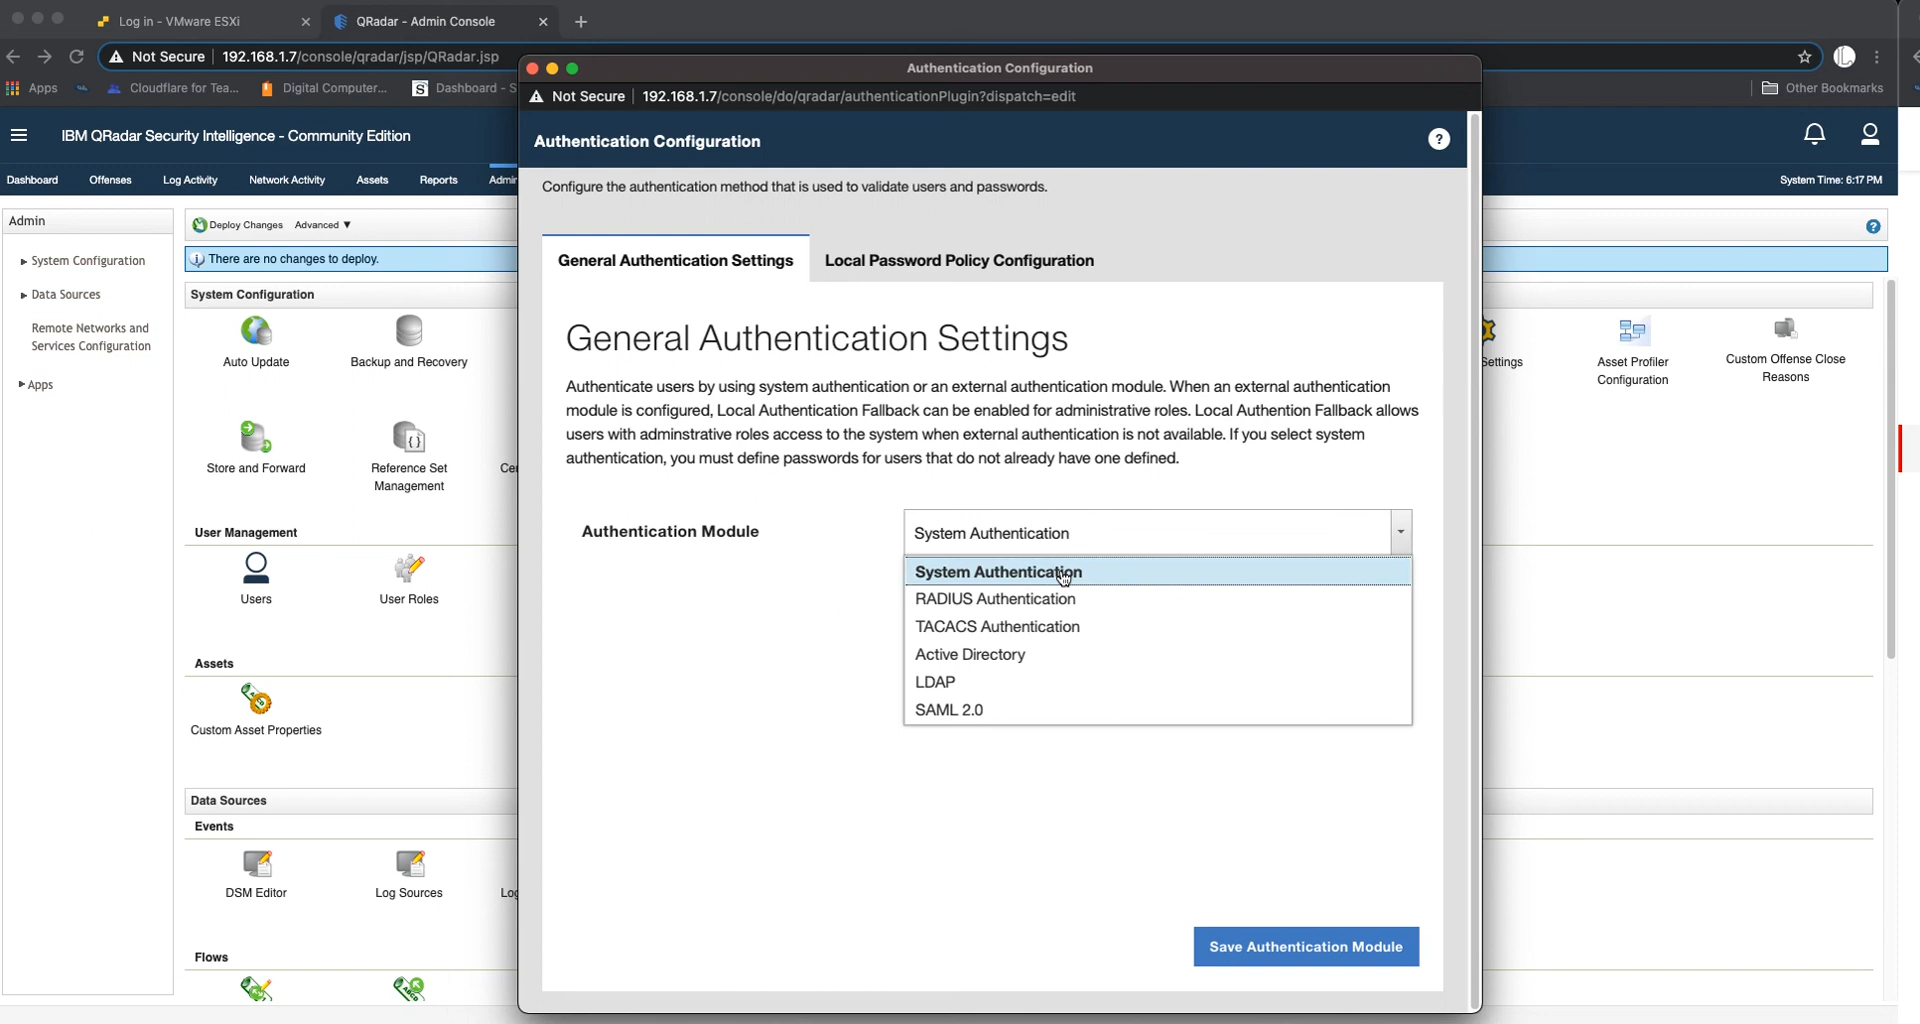 Log in - VMware ESXi
QRadar - Admin Console
Not Secure 192.168.1.7/console/qradar/jsp/QRadar.jsp
Apps
Cloudflare for Tea...
Digital Computer...
Dashboard - S
Other Bookmarks
Authentication Configuration
Not Secure 192.168.1.7/console/do/qradar/authenticationPlugin?dispatch=edit
IBM QRadar Security Intelligence - Community Edition
Dashboard Offenses Log Activity Network Activity Assets Reports Admin
System Time: 6:17 PM
Admin
System Configuration
Data Sources
Remote Networks and
Services Configuration
Apps
Deploy Changes Advanced ▼
There are no changes to deploy.
System Configuration
Auto Update
Backup and Recovery
Settings
Asset Profiler
Configuration
Custom Offense Close
Reasons
Store and Forward
Reference Set
Management
Cer
User Management
Users
User Roles
Assets
Custom Asset Properties
Data Sources
Events
DSM Editor
Log Sources
Log
Flows
Authentication Configuration
?
Configure the authentication method that is used to validate users and passwords.
General Authentication Settings
Local Password Policy Configuration
General Authentication Settings
Authenticate users by using system authentication or an external authentication module. When an external authentication
module is configured, Local Authentication Fallback can be enabled for administrative roles. Local Authention Fallback allows
users with adminstrative roles access to the system when external authentication is not available. If you select system
authentication, you must define passwords for users that do not already have one defined.
Authentication Module
System Authentication
System Authentication
RADIUS Authentication
TACACS Authentication
Active Directory
LDAP
SAML 2.0
Save Authentication Module